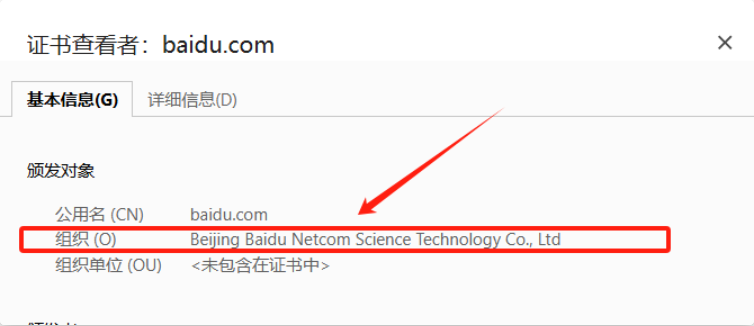 证书查看者：baidu.com
基本信息(G) 详细信息(D)
颁发对象
公用名 (CN) baidu.com
组织 (O) Beijing Baidu Netcom Science Technology Co., Ltd
组织单位 (OU) <未包含在证书中>